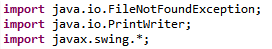 import java.io.FileNotFoundException;
import java.io.PrintWriter;
import javax.swing.*;